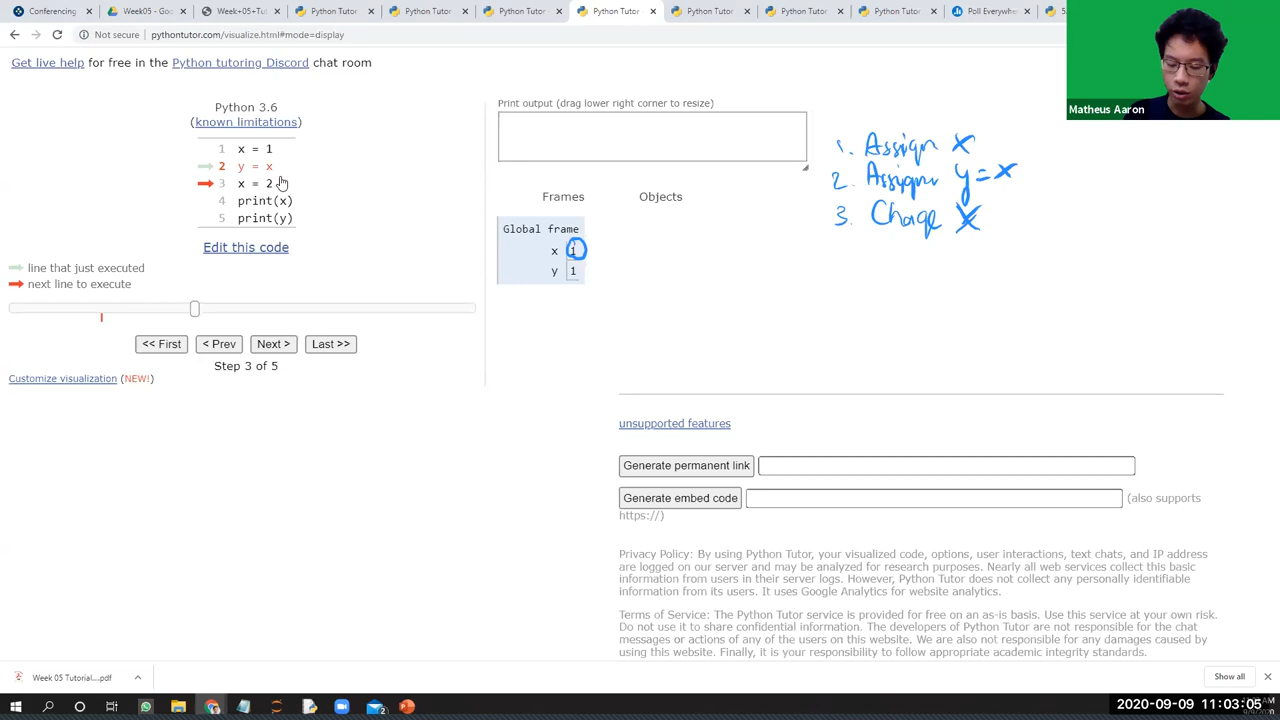 Conferencing
Week05 - Goog
Week+05+Tut
Python Tutor
Python Tutor
Python Tutor
Python Tutor
Python Tutor
Python Tutor
Python Tutor
Poll Everywhere
Not secure | pythontutor.com/visualize.html#mode=display
Get live help for free in the Python tutoring Discord chat room
Matheus Aaron
Python 3.6
(known limitations)
1 x = 1
2 y = x
3 x = 2
4 print(x)
5 print(y)
Edit this code
line that just executed
next line to execute
<< First
< Prev
Next >
Last >>
Step 3 of 5
Customize visualization (NEW!)
Print output (drag lower right corner to resize)
Frames
Objects
Global frame
x 1
y 1
1. Assign x
2. Assign y = x
3. Change x
unsupported features
Generate permanent link
Generate embed code
(also supports
https://)
Privacy Policy: By using Python Tutor, your visualized code, options, user interactions, text chats, and IP address
are logged on our server and may be analyzed for research purposes. Nearly all web services collect this basic
information from users in their server logs. However, Python Tutor does not collect any personally identifiable
information from its users. It uses Google Analytics for website analytics.
Terms of Service: The Python Tutor service is provided for free on an as-is basis. Use this service at your own risk.
Do not use it to share confidential information. The developers of Python Tutor are not responsible for the chat
messages or actions of any of the users on this website. We are also not responsible for any damages caused by
using this website. Finally, it is your responsibility to follow appropriate academic integrity standards.
Week 05 Tutorial....pdf
Show all
2020-09-09 11:03:05